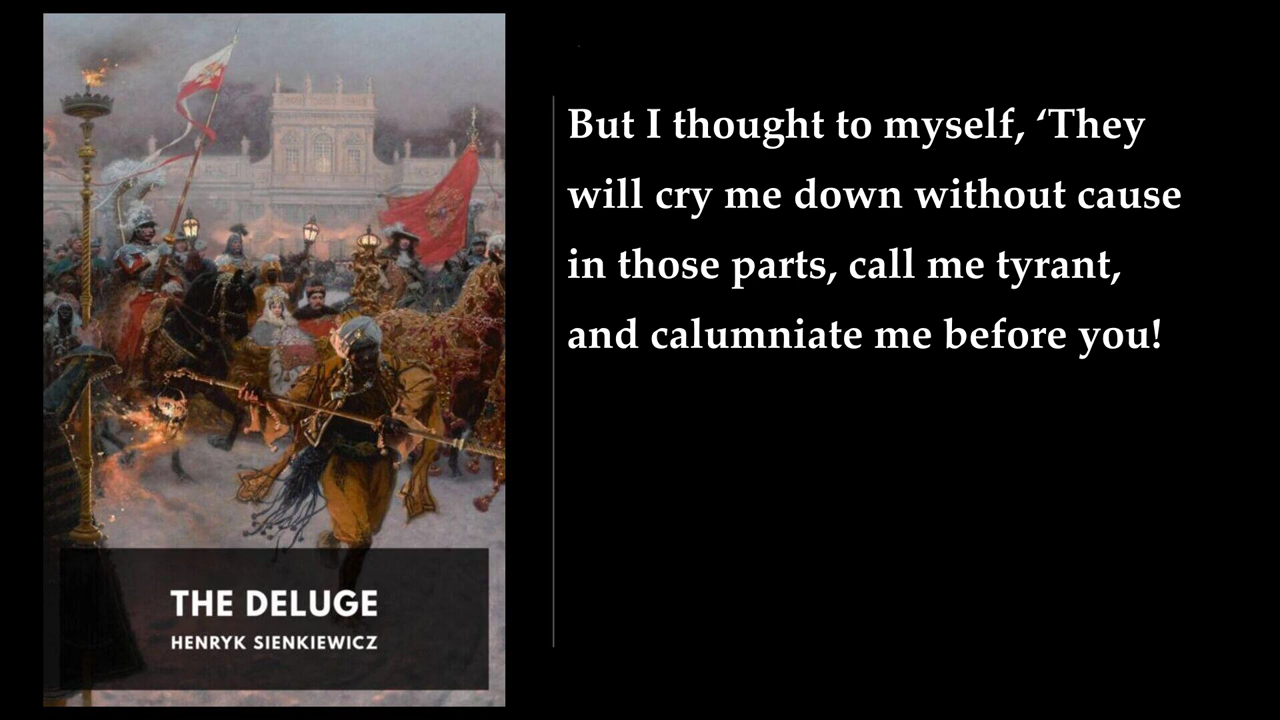 But I thought to myself, ‘They
will cry me down without cause
in those parts, call me tyrant,
and calumniate me before you!
THE DELUGE
HENRYK SIENKIEWICZ